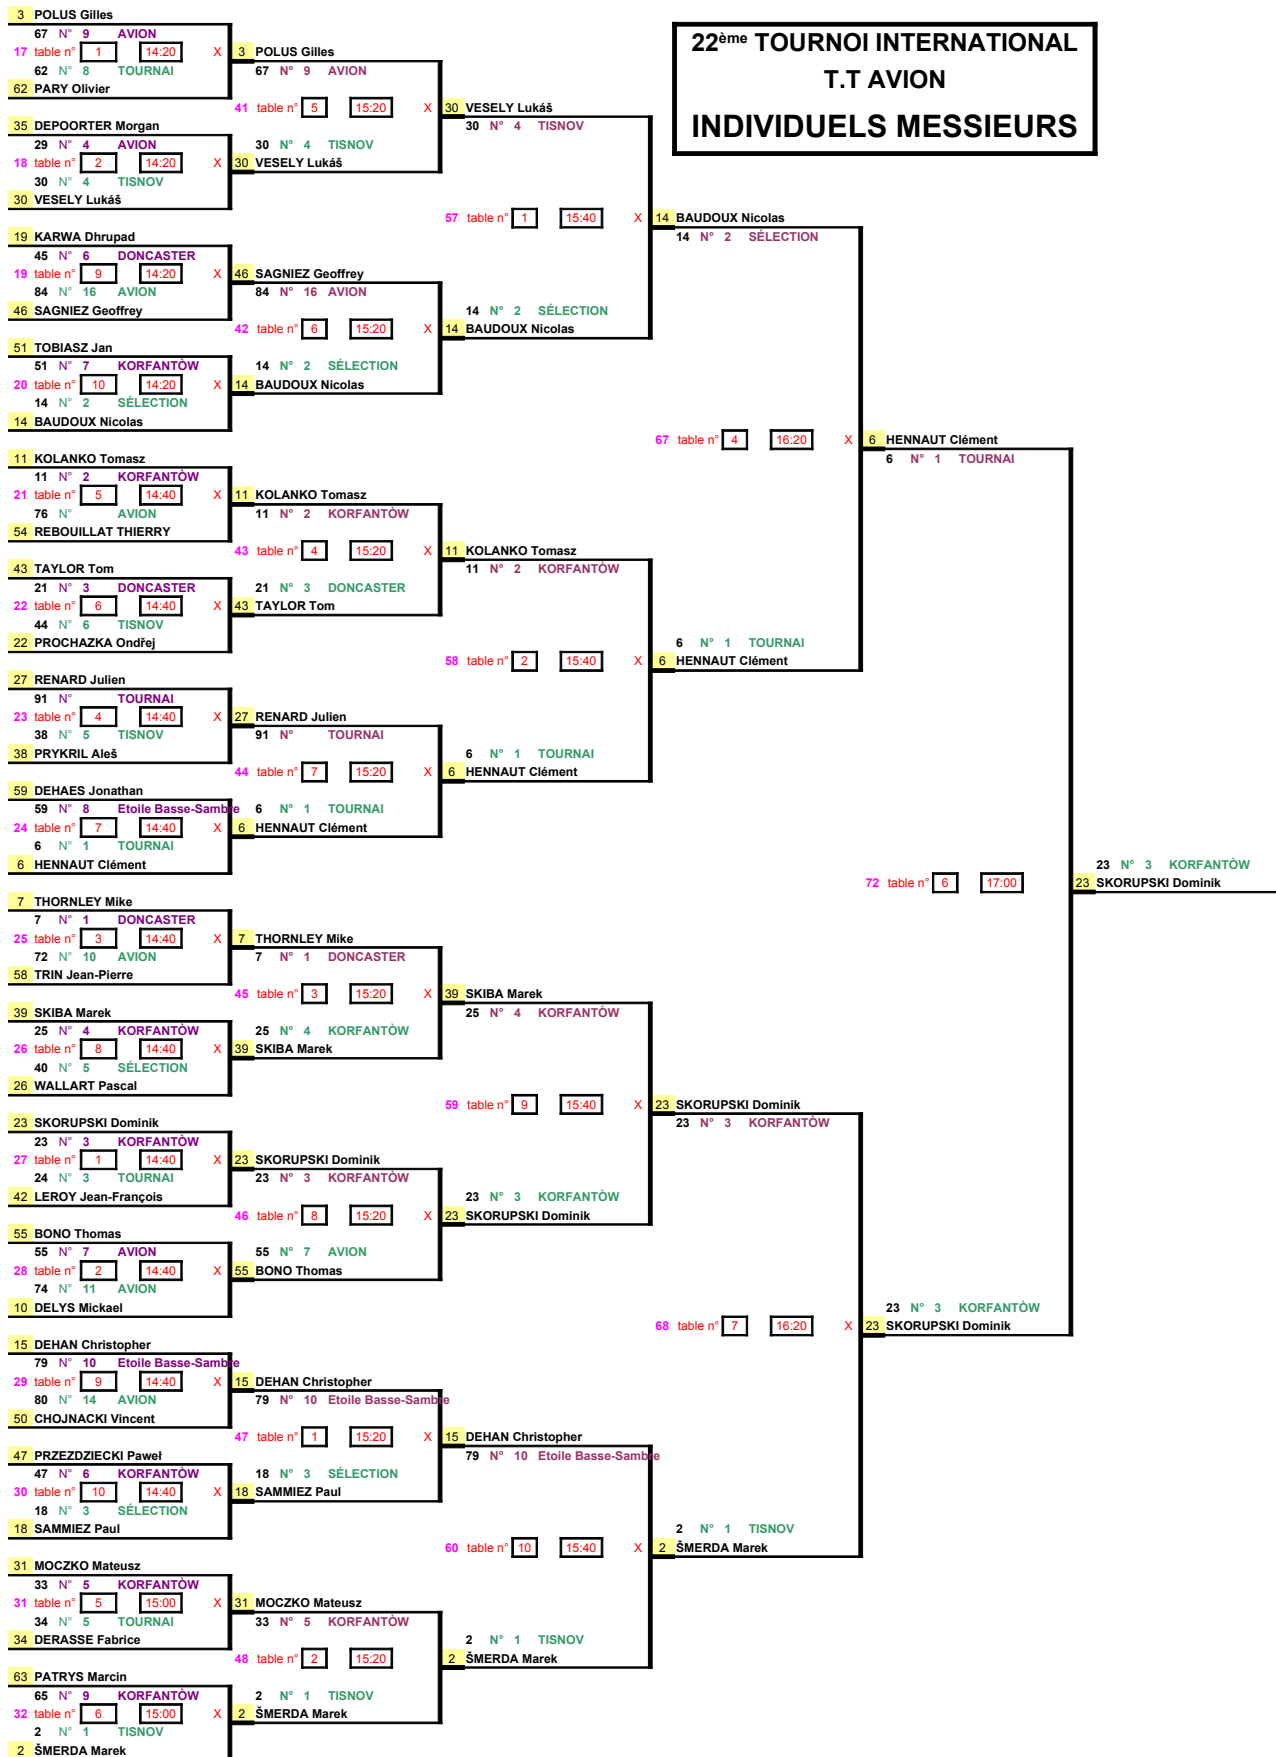 22ème TOURNOI INTERNATIONAL
T.T AVION
INDIVIDUELS MESSIEURS
3 POLUS Gilles
67 N° 9 AVION
17 table n° 1 14:20 X
62 N° 8 TOURNAI
62 PARY Olivier
35 DEPOORTER Morgan
29 N° 4 AVION
18 table n° 2 14:20 X
30 N° 4 TISNOV
30 VESELY Lukáš
19 KARWA Dhrupad
45 N° 6 DONCASTER
19 table n° 9 14:20 X
84 N° 16 AVION
46 SAGNIEZ Geoffrey
51 TOBIASZ Jan
51 N° 7 KORFANTÒW
20 table n° 10 14:20 X
14 N° 2 SÉLECTION
14 BAUDOUX Nicolas
11 KOLANKO Tomasz
11 N° 2 KORFANTÒW
21 table n° 5 14:40 X
76 N° AVION
54 REBOUILLAT THIERRY
43 TAYLOR Tom
21 N° 3 DONCASTER
22 table n° 6 14:40 X
44 N° 6 TISNOV
22 PROCHAZKA Ondřej
27 RENARD Julien
91 N° TOURNAI
23 table n° 4 14:40 X
38 N° 5 TISNOV
38 PRYKRIL Aleš
59 DEHAES Jonathan
59 N° 8 Etoile Basse-Sambre
24 table n° 7 14:40 X
6 N° 1 TOURNAI
6 HENNAUT Clément
7 THORNLEY Mike
7 N° 1 DONCASTER
25 table n° 3 14:40 X
72 N° 10 AVION
58 TRIN Jean-Pierre
39 SKIBA Marek
25 N° 4 KORFANTÒW
26 table n° 8 14:40 X
40 N° 5 SÉLECTION
26 WALLART Pascal
23 SKORUPSKI Dominik
23 N° 3 KORFANTÒW
27 table n° 1 14:40 X
24 N° 3 TOURNAI
42 LEROY Jean-François
55 BONO Thomas
55 N° 7 AVION
28 table n° 2 14:40 X
74 N° 11 AVION
10 DELYS Mickael
15 DEHAN Christopher
79 N° 10 Etoile Basse-Sambre
29 table n° 9 14:40 X
80 N° 14 AVION
50 CHOJNACKI Vincent
47 PRZEZDZIECKI Paweł
47 N° 6 KORFANTÒW
30 table n° 10 14:40 X
18 N° 3 SÉLECTION
18 SAMMIEZ Paul
31 MOCZKO Mateusz
33 N° 5 KORFANTÒW
31 table n° 5 15:00 X
34 N° 5 TOURNAI
34 DERASSE Fabrice
63 PATRYS Marcin
65 N° 9 KORFANTÒW
32 table n° 6 15:00 X
2 N° 1 TISNOV
2 ŠMERDA Marek
3 POLUS Gilles
67 N° 9 AVION
41 table n° 5 15:20 X
30 N° 4 TISNOV
30 VESELY Lukáš
46 SAGNIEZ Geoffrey
84 N° 16 AVION
42 table n° 6 15:20 X
14 N° 2 SÉLECTION
14 BAUDOUX Nicolas
11 KOLANKO Tomasz
11 N° 2 KORFANTÒW
43 table n° 4 15:20 X
21 N° 3 DONCASTER
43 TAYLOR Tom
27 RENARD Julien
91 N° TOURNAI
44 table n° 7 15:20 X
6 N° 1 TOURNAI
6 HENNAUT Clément
7 THORNLEY Mike
7 N° 1 DONCASTER
45 table n° 3 15:20 X
25 N° 4 KORFANTÒW
39 SKIBA Marek
23 SKORUPSKI Dominik
23 N° 3 KORFANTÒW
46 table n° 8 15:20 X
55 N° 7 AVION
55 BONO Thomas
15 DEHAN Christopher
79 N° 10 Etoile Basse-Sambre
47 table n° 1 15:20 X
18 N° 3 SÉLECTION
18 SAMMIEZ Paul
31 MOCZKO Mateusz
33 N° 5 KORFANTÒW
48 table n° 2 15:20
2 N° 1 TISNOV
2 ŠMERDA Marek
30 VESELY Lukáš
30 N° 4 TISNOV
57 table n° 1 15:40 X
14 N° 2 SÉLECTION
14 BAUDOUX Nicolas
11 KOLANKO Tomasz
11 N° 2 KORFANTÒW
58 table n° 2 15:40 X
6 N° 1 TOURNAI
6 HENNAUT Clément
39 SKIBA Marek
25 N° 4 KORFANTÒW
59 table n° 9 15:40 X
23 N° 3 KORFANTÒW
23 SKORUPSKI Dominik
15 DEHAN Christopher
79 N° 10 Etoile Basse-Sambre
60 table n° 10 15:40 X
2 N° 1 TISNOV
2 ŠMERDA Marek
14 BAUDOUX Nicolas
14 N° 2 SÉLECTION
67 table n° 4 16:20 X
6 N° 1 TOURNAI
6 HENNAUT Clément
23 SKORUPSKI Dominik
23 N° 3 KORFANTÒW
68 table n° 7 16:20 X
2 N° 1 TISNOV
2 ŠMERDA Marek
6 HENNAUT Clément
6 N° 1 TOURNAI
72 table n° 6 17:00
23 N° 3 KORFANTÒW
23 SKORUPSKI Dominik
23 N° 3 KORFANTÒW
23 SKORUPSKI Dominik